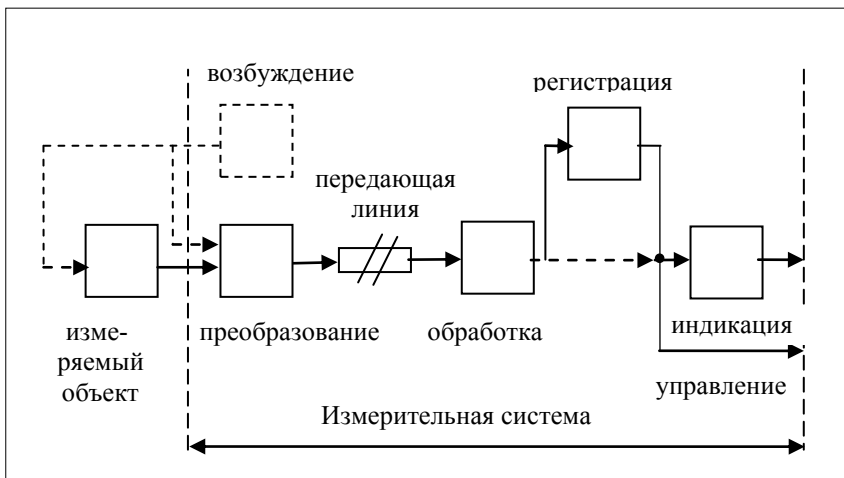 возбуждение
регистрация
передающая
линия
изме-
ряемый
объект
преобразование
обработка
индикация
управление
Измерительная система